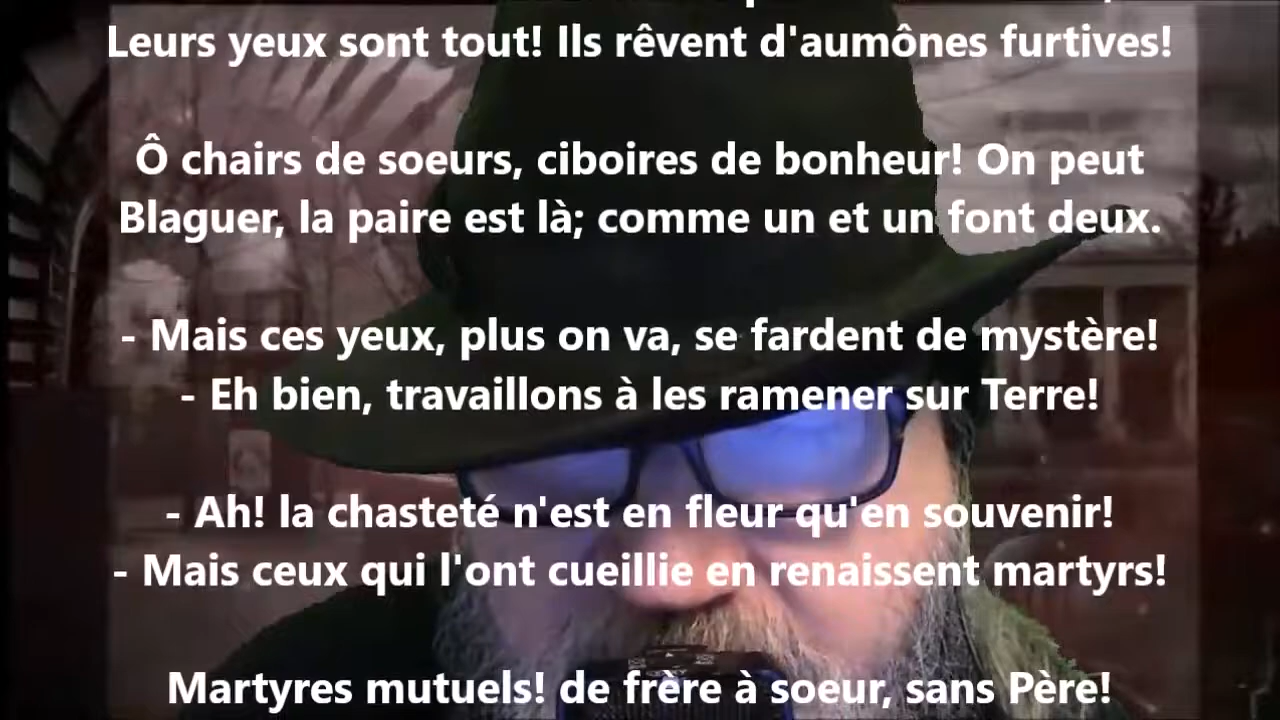 Leurs yeux sont tout! Ils rêvent d'aumônes furtives!
Ô chairs de soeurs, ciboires de bonheur! On peut
Blaguer, la paire est là; comme un et un font deux.
- Mais ces yeux, plus on va, se fardent de mystère!
- Eh bien, travaillons à les ramener sur Terre!
- Ah! la chasteté n'est en fleur qu'en souvenir!
- Mais ceux qui l'ont cueillie en renaissent martyrs!
Martyres mutuels! de frère à soeur, sans Père!